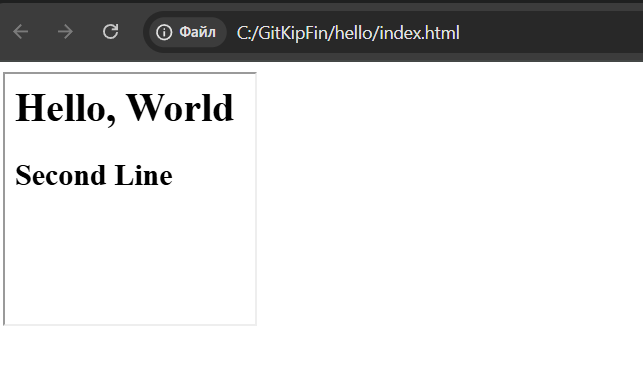 Файл C:/GitKipFin/hello/index.html
Hello, World
Second Line